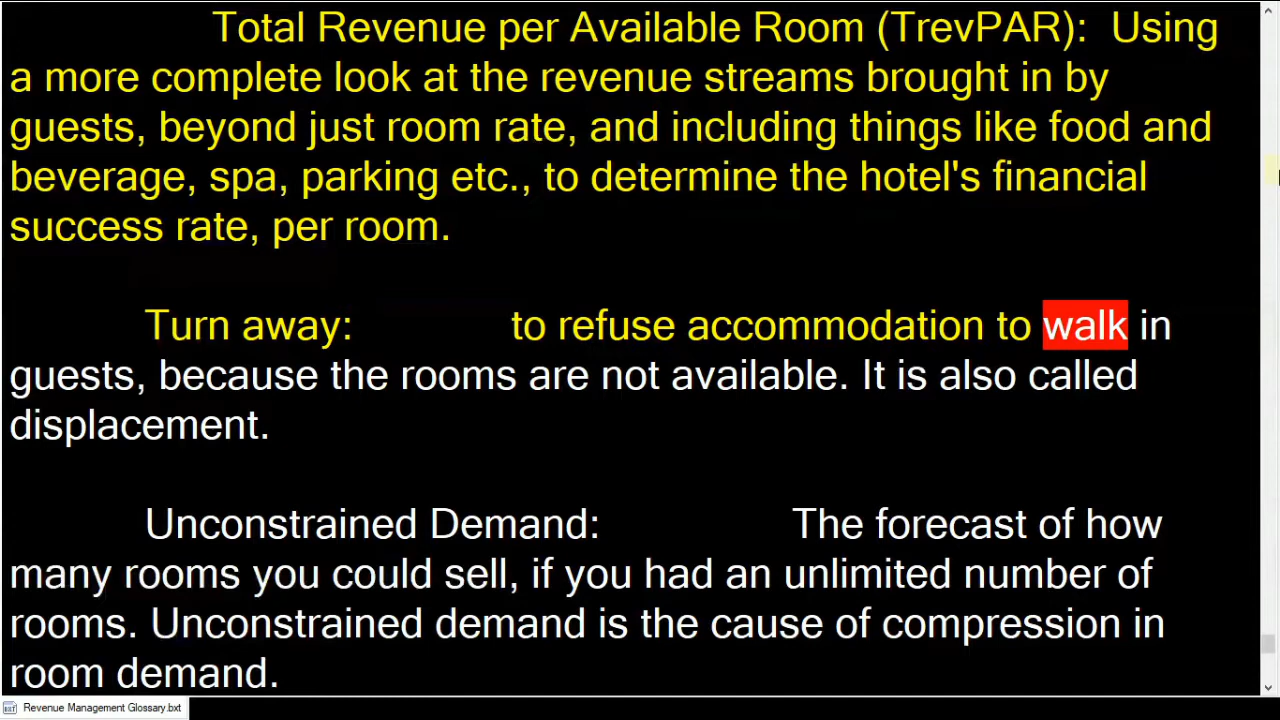 Total Revenue per Available Room (TrevPAR): Using
a more complete look at the revenue streams brought in by
guests, beyond just room rate, and including things like food and
beverage, spa, parking etc., to determine the hotel's financial
success rate, per room.
Turn away: to refuse accommodation to walk in
guests, because the rooms are not available. It is also called
displacement.
Unconstrained Demand: The forecast of how
many rooms you could sell, if you had an unlimited number of
rooms. Unconstrained demand is the cause of compression in
room demand.
Revenue Management Glossary.bxt